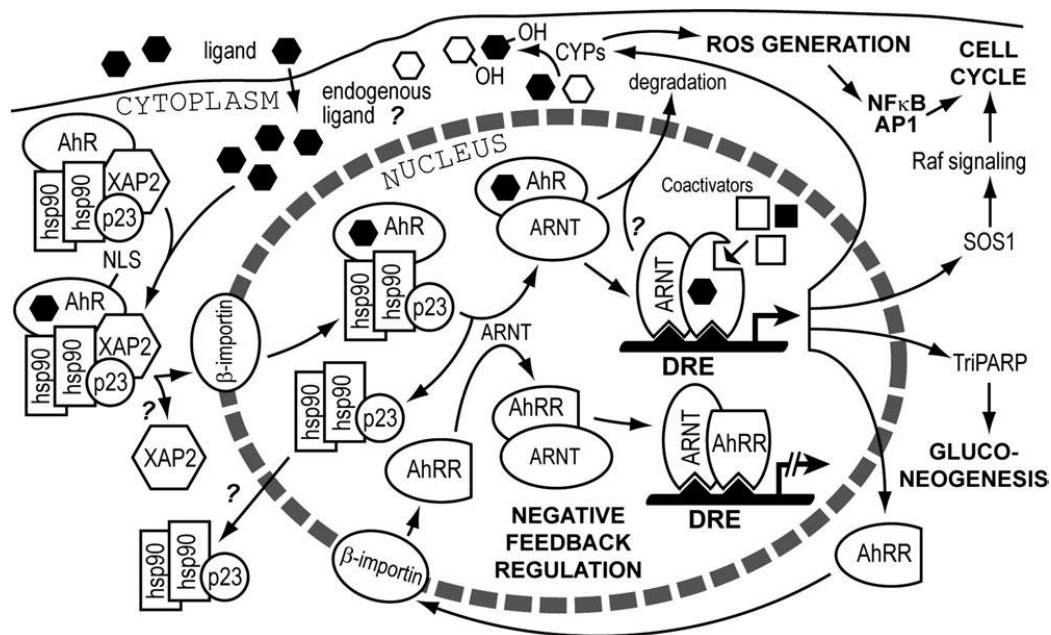 ligand
CYTOPLASM
endogenous
ligand ?
OH
OH
CYPs
ROS GENERATION
CELL
CYCLE
NFκB
AP1
degradation
Raf signaling
SOS1
TriPARP
GLUCO-
NEOGENESIS
AhR
hsp90
hsp90
XAP2
p23
NLS
AhR
hsp90
hsp90
XAP2
p23
?
XAP2
β-importin
NUCLEUS
AhR
hsp90
hsp90
p23
AhR
ARNT
?
Coactivators
ARNT
DRE
ARNT
hsp90
hsp90
p23
?
hsp90
hsp90
p23
AhRR
AhRR
ARNT
ARNT
AhRR
DRE
NEGATIVE
FEEDBACK
REGULATION
β-importin
AhRR